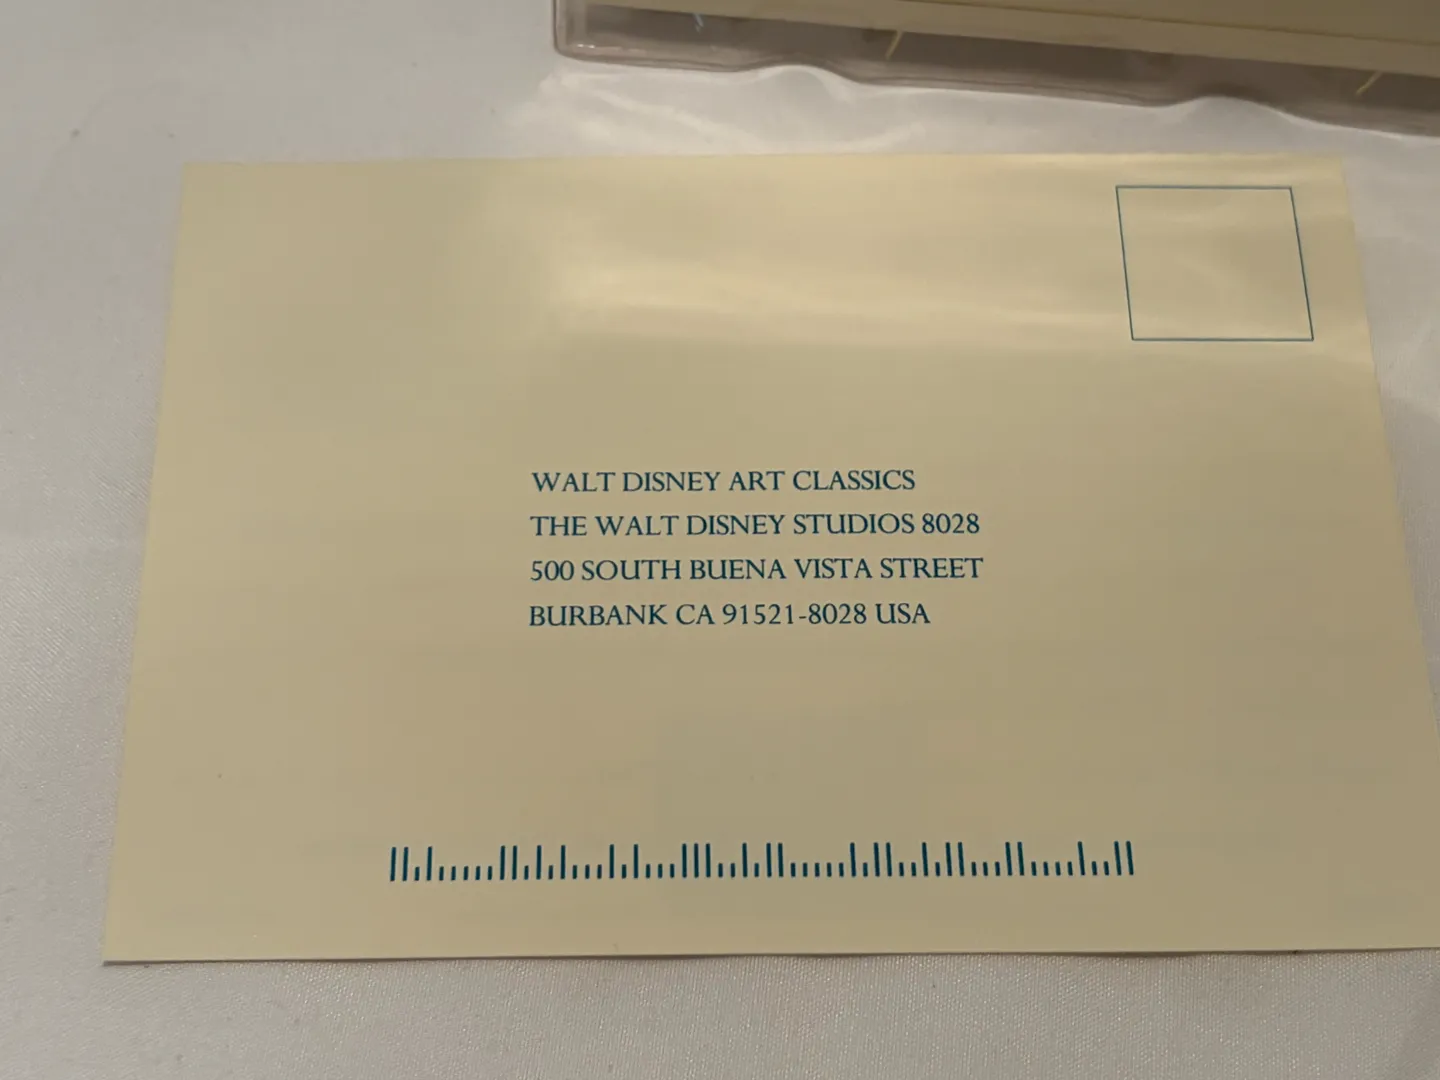 WALT DISNEY ART CLASSICS
THE WALT DISNEY STUDIOS 8028
500 SOUTH BUENA VISTA STREET
BURBANK CA 91521-8028 USA